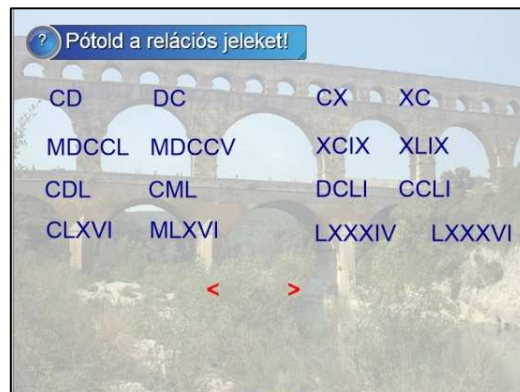 ? Pótold a relációs jeleket!
CD DC CX XC
MDCCL MDCCV XCIX XLIX
CDL CML DCLI CCLI
CLXVI MLXVI LXXXIV LXXXVI
< >